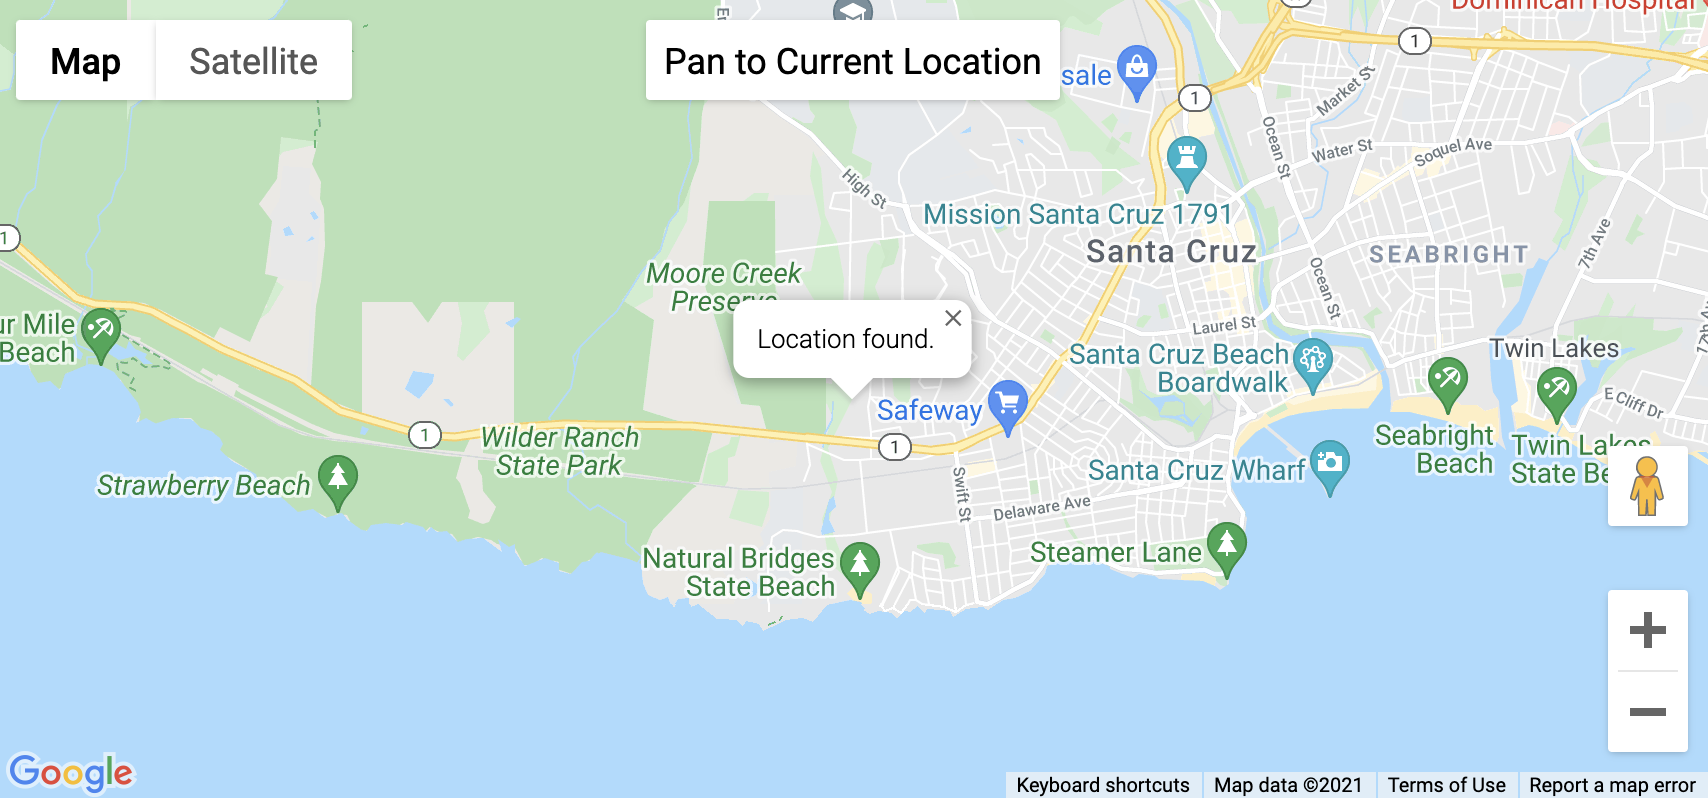 Dominican Hospital
Map
Satellite
Pan to Current Location
sale
1
1
Market St
Ocean St
Water St
Soquel Ave
High St
Mission Santa Cruz 1791
Santa Cruz
SEABRIGHT
7th Ave
1
Moore Creek
Preserve
Ocean St
Location found.
Laurel St
ur Mile
Beach
Santa Cruz Beach
Boardwalk
Twin Lakes
17th Av
Safeway
E Cliff Dr
1
1
Wilder Ranch
State Park
Seabright
Beach
Twin Lakes
State Be
Strawberry Beach
Santa Cruz Wharf
Swift St
Delaware Ave
Natural Bridges
State Beach
Steamer Lane
Google
Keyboard shortcuts
Map data ©2021
Terms of Use
Report a map error